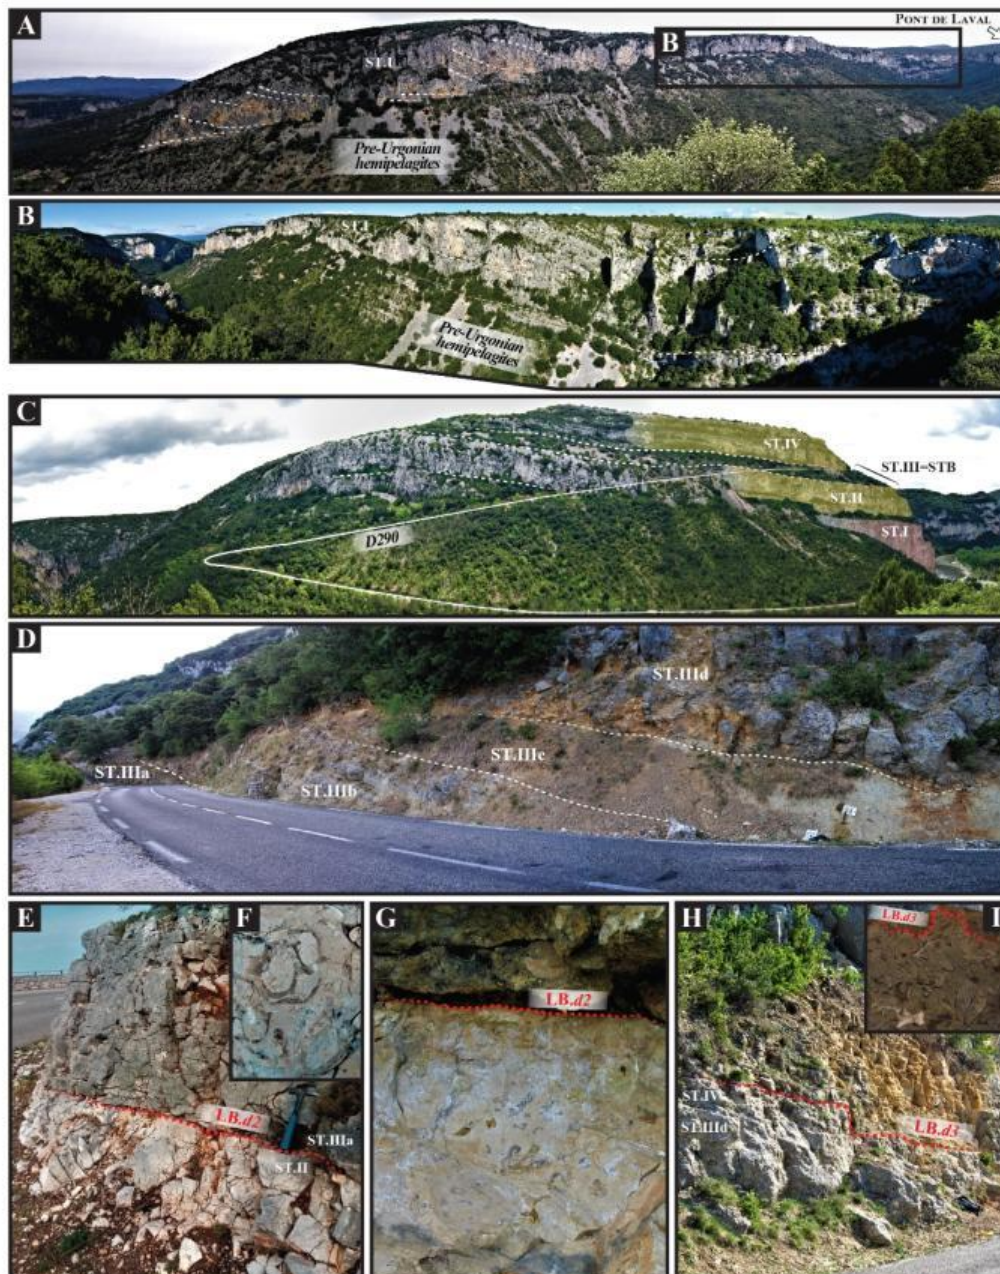 A
PONT DE LAVAL
B
ST.I
Pre-Urgonian
hemipelagites
B
ST.I
Pre-Urgonian
hemipelagites
C
ST.IV
ST.III=STB
ST.II
ST.I
D290
D
ST.IIId
ST.IIIc
ST.IIIa
ST.IIIb
E
F
LB.d2
ST.IIIa
ST.II
G
LB.d2
H
I
LB.d3
ST.IV
ST.IIId
LB.d3